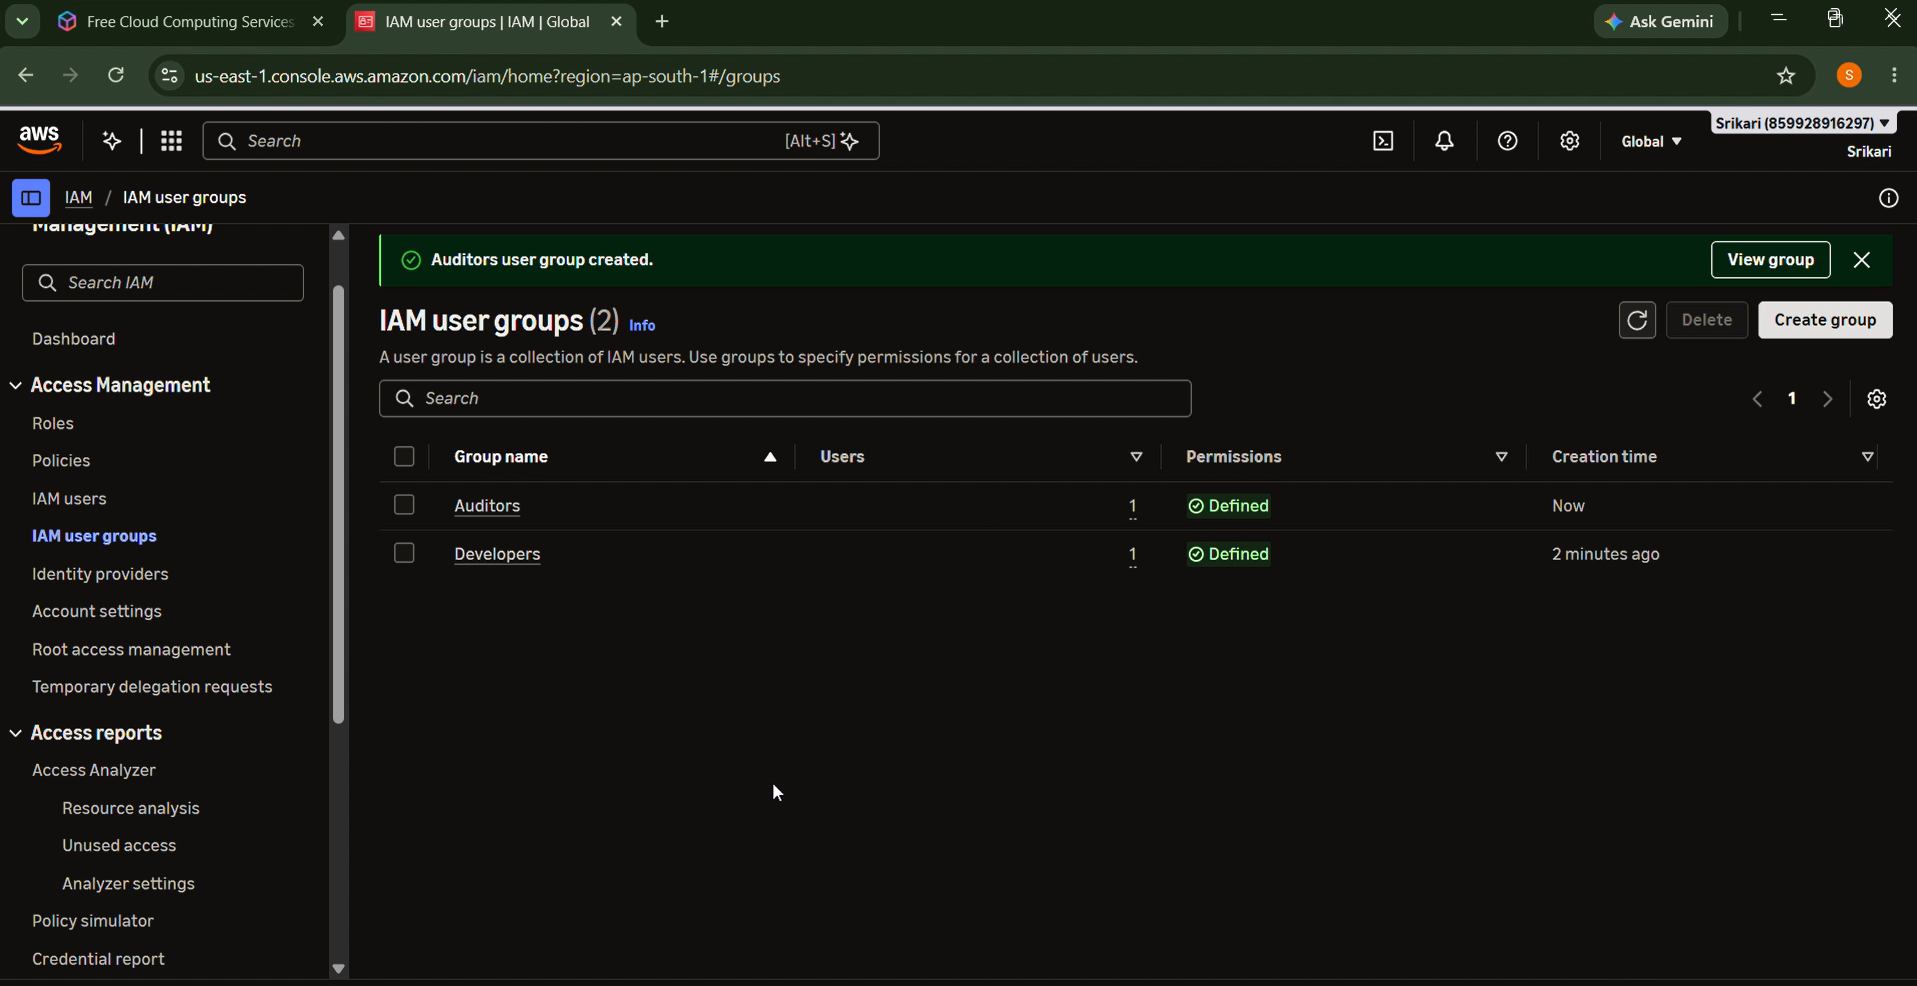 Free Cloud Computing Services
IAM user groups | IAM | Global
Ask Gemini
us-east-1.console.aws.amazon.com/iam/home?region=ap-south-1#/groups
S
aws
Search
[Alt+S]
Global
Srikari (859928916297)
Srikari
IAM / IAM user groups
Management (IAM)
Search IAM
Dashboard
Access Management
Roles
Policies
IAM users
IAM user groups
Identity providers
Account settings
Root access management
Temporary delegation requests
Access reports
Access Analyzer
Resource analysis
Unused access
Analyzer settings
Policy simulator
Credential report
Auditors user group created.
View group
IAM user groups (2) Info
Delete
Create group
A user group is a collection of IAM users. Use groups to specify permissions for a collection of users.
Search
1
Group name Users Permissions Creation time
Auditors 1 Defined Now
Developers 1 Defined 2 minutes ago